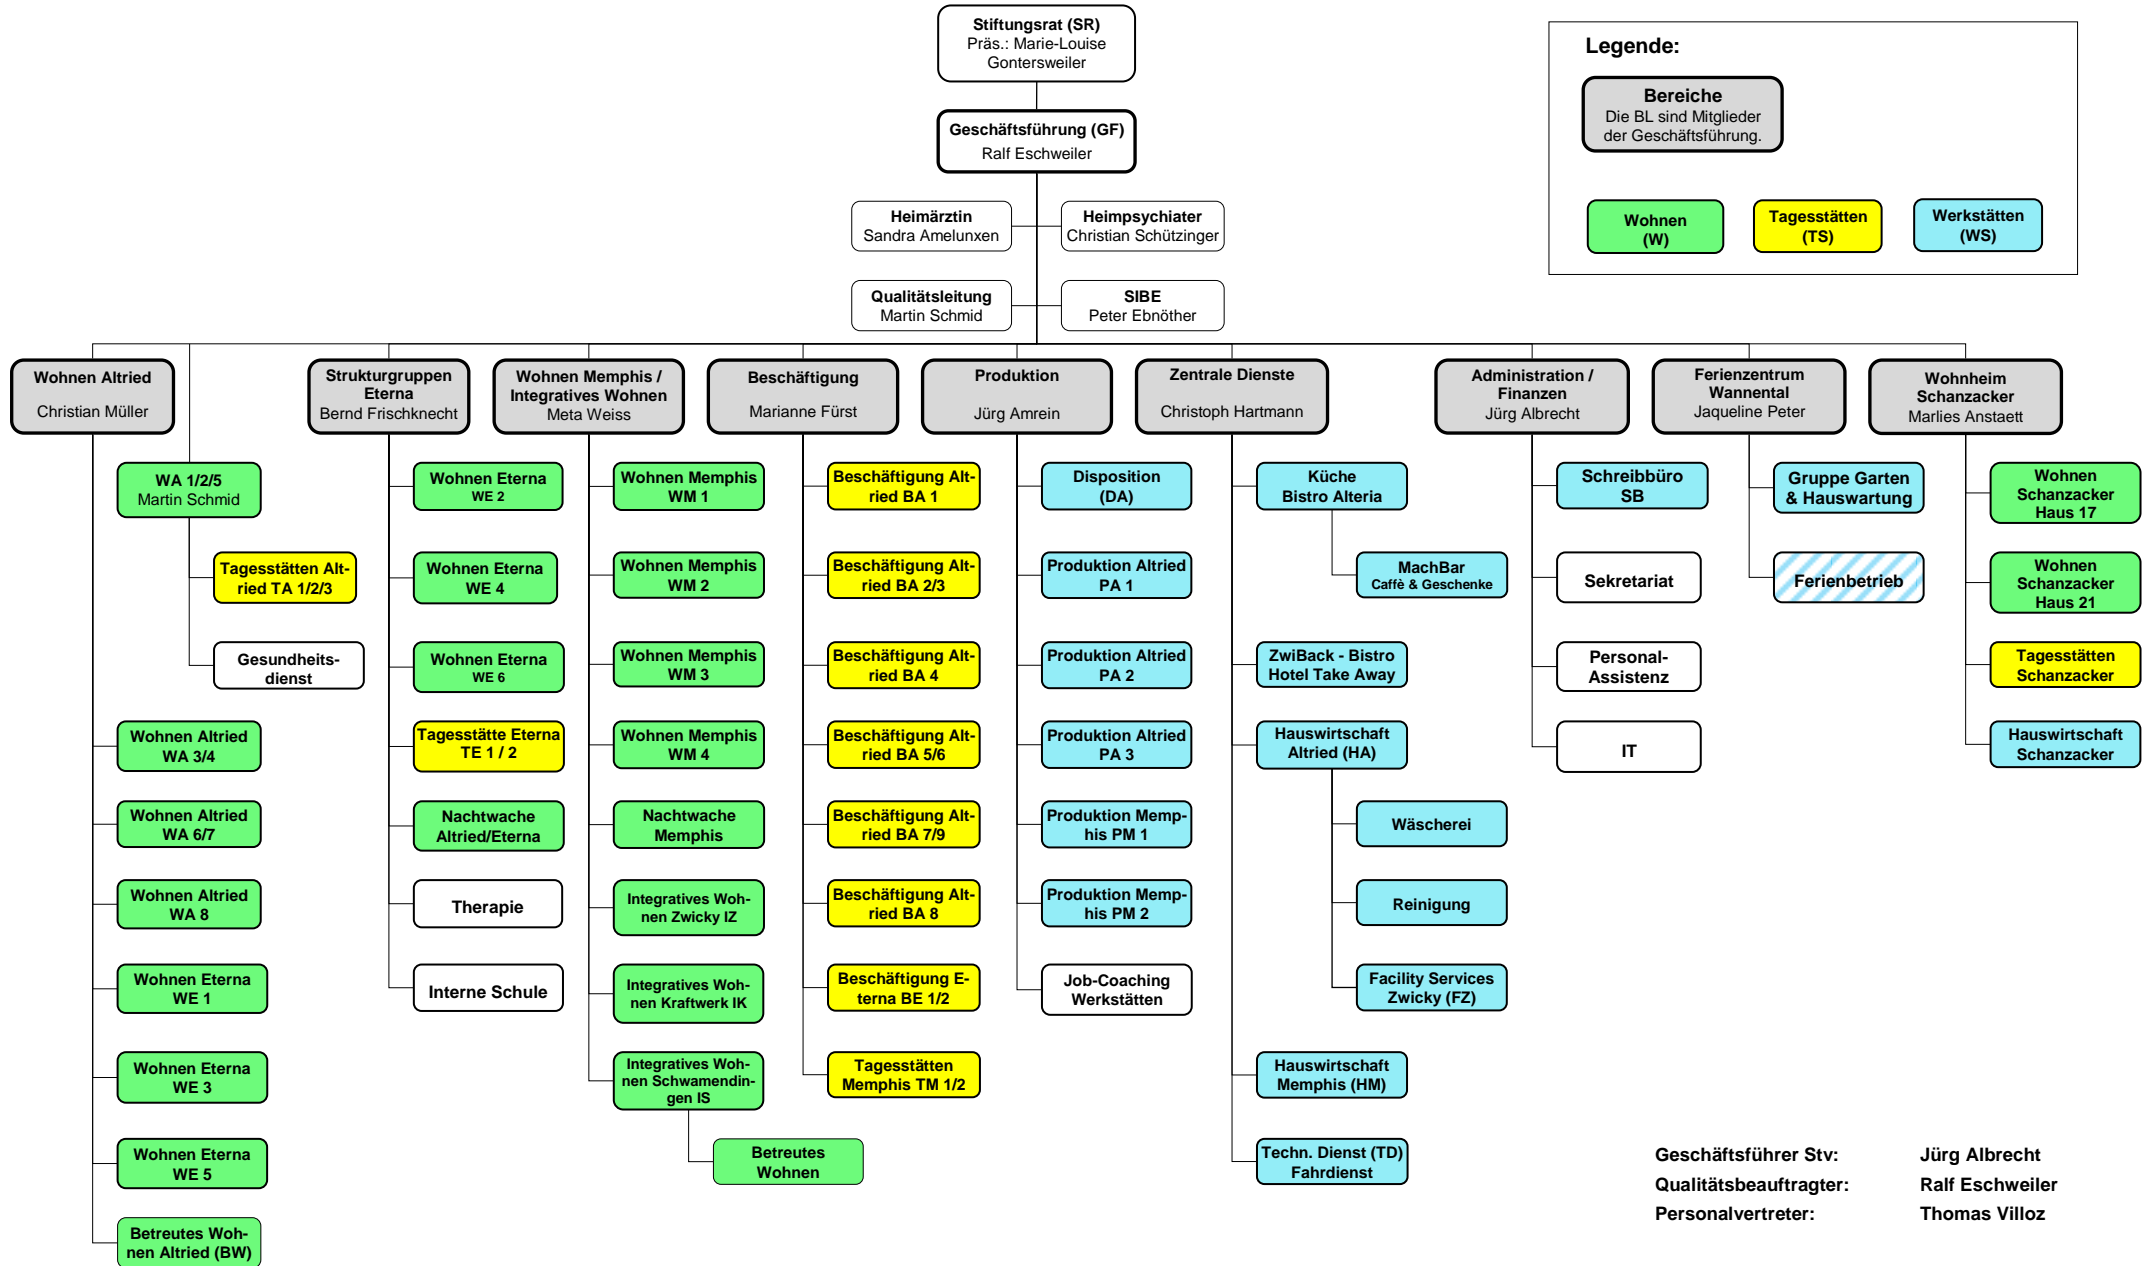 Stiftungsrat (SR)
Präs.: Marie-Louise
Gontersweiler
Legende:
Bereiche
Die BL sind Mitglieder
der Geschäftsführung.
Wohnen
(W)
Tagesstätten
(TS)
Werkstätten
(WS)
Geschäftsführung (GF)
Ralf Eschweiler
Heimärztin
Sandra Amelunxen
Heimpsychiater
Christian Schützinger
Qualitätsleitung
Martin Schmid
SIBE
Peter Ebnöther
Wohnen Altried
Christian Müller
WA 1/2/5
Martin Schmid
Tagesstätten Alt-
ried TA 1/2/3
Gesundheits-
dienst
Wohnen Altried
WA 3/4
Wohnen Altried
WA 6/7
Wohnen Altried
WA 8
Wohnen Eterna
WE 1
Wohnen Eterna
WE 3
Wohnen Eterna
WE 5
Betreutes Woh-
nen Altried (BW)
Strukturgruppen
Eterna
Bernd Frischknecht
Wohnen Eterna
WE 2
Wohnen Eterna
WE 4
Wohnen Eterna
WE 6
Tagesstätte Eterna
TE 1 / 2
Nachtwache
Altried/Eterna
Therapie
Interne Schule
Wohnen Memphis /
Integratives Wohnen
Meta Weiss
Wohnen Memphis
WM 1
Wohnen Memphis
WM 2
Wohnen Memphis
WM 3
Wohnen Memphis
WM 4
Nachtwache
Memphis
Integratives Woh-
nen Zwicky IZ
Integratives Woh-
nen Kraftwerk IK
Integratives Woh-
nen Schwamendin-
gen IS
Betreutes
Wohnen
Beschäftigung
Marianne Fürst
Beschäftigung Alt-
ried BA 1
Beschäftigung Alt-
ried BA 2/3
Beschäftigung Alt-
ried BA 4
Beschäftigung Alt-
ried BA 5/6
Beschäftigung Alt-
ried BA 7/9
Beschäftigung Alt-
ried BA 8
Beschäftigung E-
terna BE 1/2
Tagesstätten
Memphis TM 1/2
Produktion
Jürg Amrein
Disposition
(DA)
Produktion Altried
PA 1
Produktion Altried
PA 2
Produktion Altried
PA 3
Produktion Memp-
his PM 1
Produktion Memp-
his PM 2
Job-Coaching
Werkstätten
Zentrale Dienste
Christoph Hartmann
Küche
Bistro Alteria
MachBar
Caffè & Geschenke
ZwiBack - Bistro
Hotel Take Away
Hauswirtschaft
Altried (HA)
Wäscherei
Reinigung
Facility Services
Zwicky (FZ)
Hauswirtschaft
Memphis (HM)
Techn. Dienst (TD)
Fahrdienst
Administration /
Finanzen
Jürg Albrecht
Schreibbüro
SB
Sekretariat
Personal-
Assistenz
IT
Ferienzentrum
Wannental
Jaqueline Peter
Gruppe Garten
& Hauswartung
Ferienbetrieb
Wohnheim
Schanzacker
Marlies Anstaett
Wohnen
Schanzacker
Haus 17
Wohnen
Schanzacker
Haus 21
Tagesstätten
Schanzacker
Hauswirtschaft
Schanzacker
Geschäftsführer Stv: Jürg Albrecht
Qualitätsbeauftragter: Ralf Eschweiler
Personalvertreter: Thomas Villoz